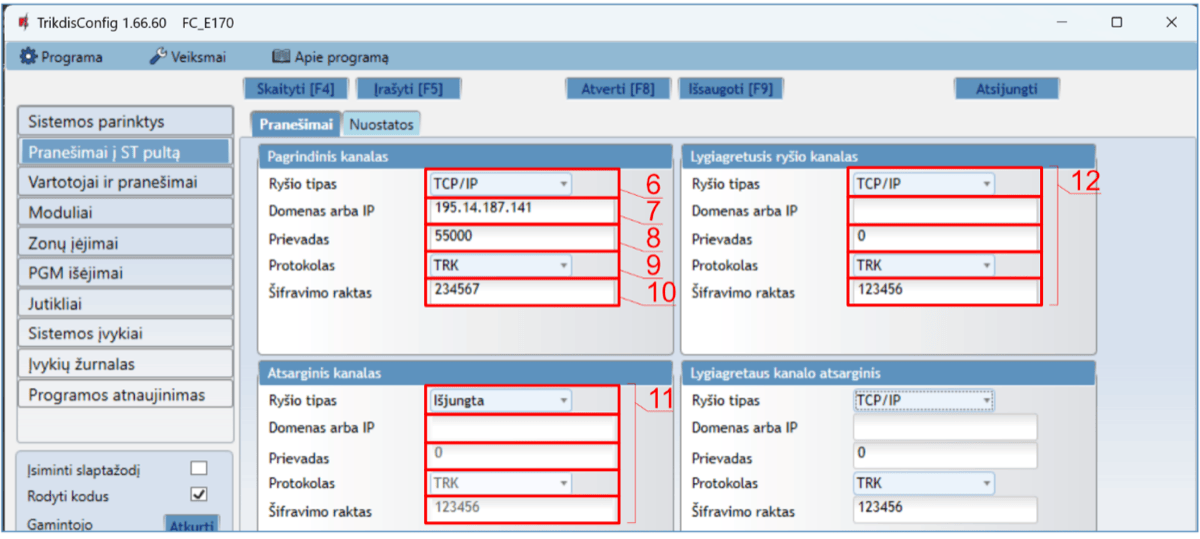 TrikdisConfig 1.66.60 FC_E170
Programa Veiksmai Apie programą
Skaityti [F4] Įrašyti [F5] Atverti [F8] Išsaugoti [F9] Atsijungti
Sistemos parinktys
Pranešimai į ST pultą
Vartotojai ir pranešimai
Moduliai
Zonų įėjimai
PGM išėjimai
Jutikliai
Sistemos įvykiai
Įvykių žurnalas
Programos atnaujinimas
Įsiminti slaptažodį
Rodyti kodus
Gamintojo Atkurti
Pranešimai Nuostatos
Pagrindinis kanalas
Ryšio tipas TCP/IP 6
Domenas arba IP 195.14.187.141 7
Prievadas 55000 8
Protokolas TRK 9
Šifravimo raktas 234567 10
Lygiagretusis ryšio kanalas
Ryšio tipas TCP/IP 12
Domenas arba IP
Prievadas 0
Protokolas TRK
Šifravimo raktas 123456
Atsarginis kanalas
Ryšio tipas Išjungta 11
Domenas arba IP
Prievadas 0
Protokolas TRK
Šifravimo raktas 123456
Lygiagretaus kanalo atsarginis
Ryšio tipas TCP/IP
Domenas arba IP
Prievadas 0
Protokolas TRK
Šifravimo raktas 123456